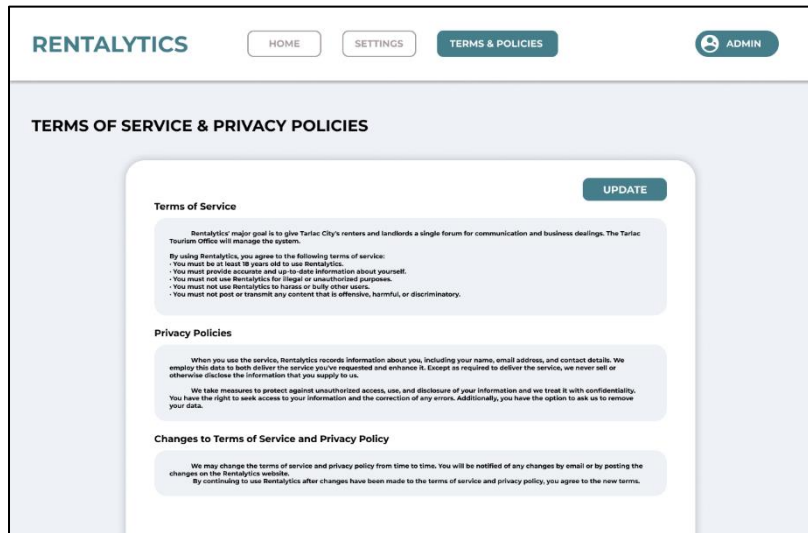 RENTALYTICS
HOME
SETTINGS
TERMS & POLICIES
ADMIN
TERMS OF SERVICE & PRIVACY POLICIES
UPDATE
Terms of Service
Rentalytics' major goal is to give Tarlac City's renters and landlords a single forum for communication and business dealings. The Tarlac
Tourism Office will manage the system.
By using Rentalytics, you agree to the following terms of service:
• You must be at least 18 years old to use Rentalytics.
• You must provide accurate and up-to-date information about yourself.
• You must not use Rentalytics for illegal or unauthorized purposes.
• You must not use Rentalytics to harass or bully other users.
• You must not post or transmit any content that is offensive, harmful, or discriminatory.
Privacy Policies
When you use the service, Rentalytics records information about you, including your name, email address, and contact details. We
employ this data to both deliver the service you've requested and enhance it. Except as required to deliver the service, we never sell or
otherwise disclose the information that you supply to us.
We take measures to protect against unauthorized access, use, and disclosure of your information and we treat it with confidentiality.
You have the right to seek access to your information and the correction of any errors. Additionally, you have the option to ask us to remove
your data.
Changes to Terms of Service and Privacy Policy
We may change the terms of service and privacy policy from time to time. You will be notified of any changes by email or by posting the
changes on the Rentalytics website.
By continuing to use Rentalytics after changes have been made to the terms of service and privacy policy, you agree to the new terms.